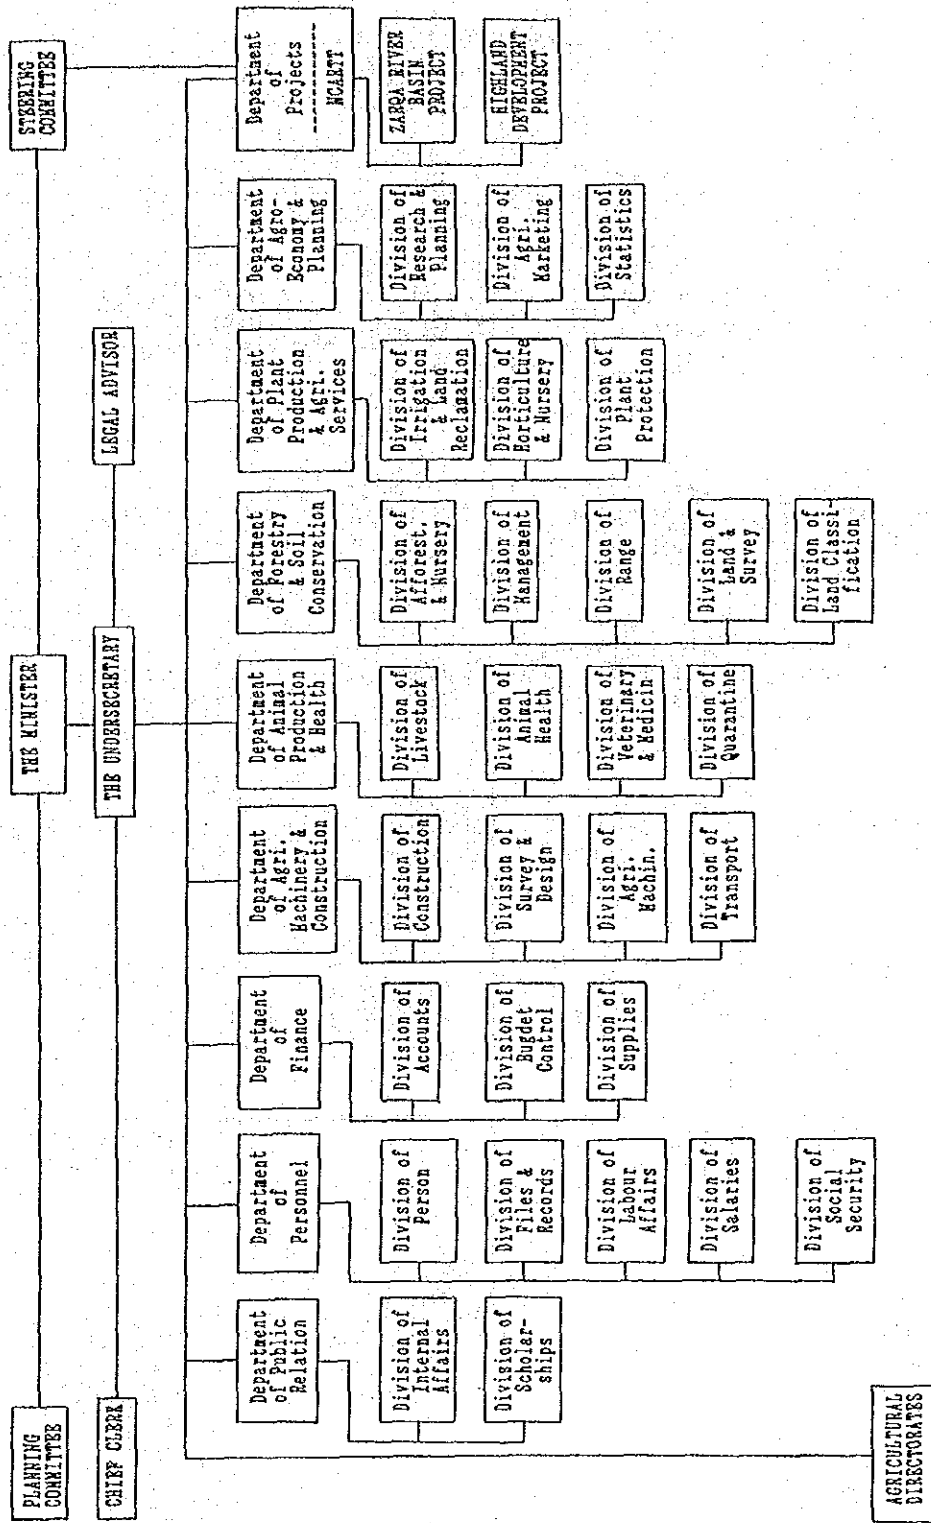 PLANNING
COMMITTEE
THE MINISTER
STEERING
COMMITTEE
CHIEF CLERK
THE UNDERSECRETARY
LEGAL ADVISOR
Department
of Public
Relation
Division of
Internal
Affairs
Division of
Scholar-
ships
Department
of
Personnel
Division of
Person
Division of
Files &
Records
Division of
Labour
Affairs
Division of
Salaries
Division of
Social
Security
Department
of
Finance
Division of
Accounts
Division of
Bugdet
Control
Division of
Supplies
Department
of Agri.
Machinery &
Construction
Division of
Construction
Division of
Survey &
Design
Division of
Agri.
Machin.
Division of
Transport
Department
of Animal
Production
& Health
Division of
Livestock
Division of
Animal
Health
Division of
Veterinary
& Medicin
Division of
Quarantine
Department
of Forestry
& Soil
Conservation
Division of
Afforest.
& Nursery
Division of
Management
Division of
Range
Division of
Land &
Survey
Division of
Land Classi-
fication
Department
of Plant
Production
& Agri.
Services
Division of
Irrigation
& Land
Reclamation
Division of
Horticulture
& Nursery
Division of
Plant
Protection
Department
of Agro-
Economy &
Planning
Division of
Research &
Planning
Division of
Agri.
Marketing
Division of
Statistics
Department
of
Projects
------------
NCARTT
ZARQA RIVER
BASIN
PROJECT
HIGHLAND
DEVELOPMENT
PROJECT
AGRICULTURAL
DIRECTORATES